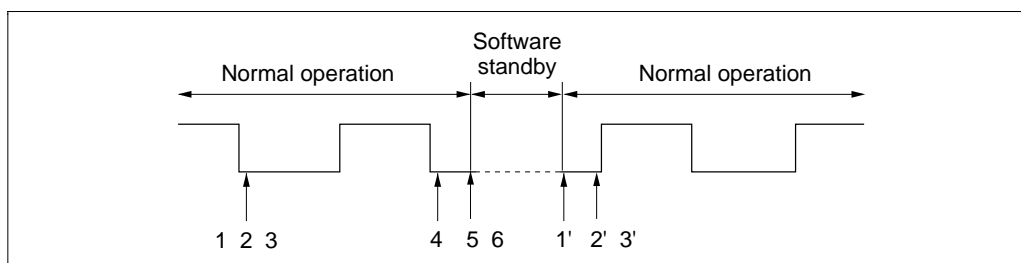 Software
standby
Normal operation
Normal operation
1 2 3
4
5 6
1'
2' 3'